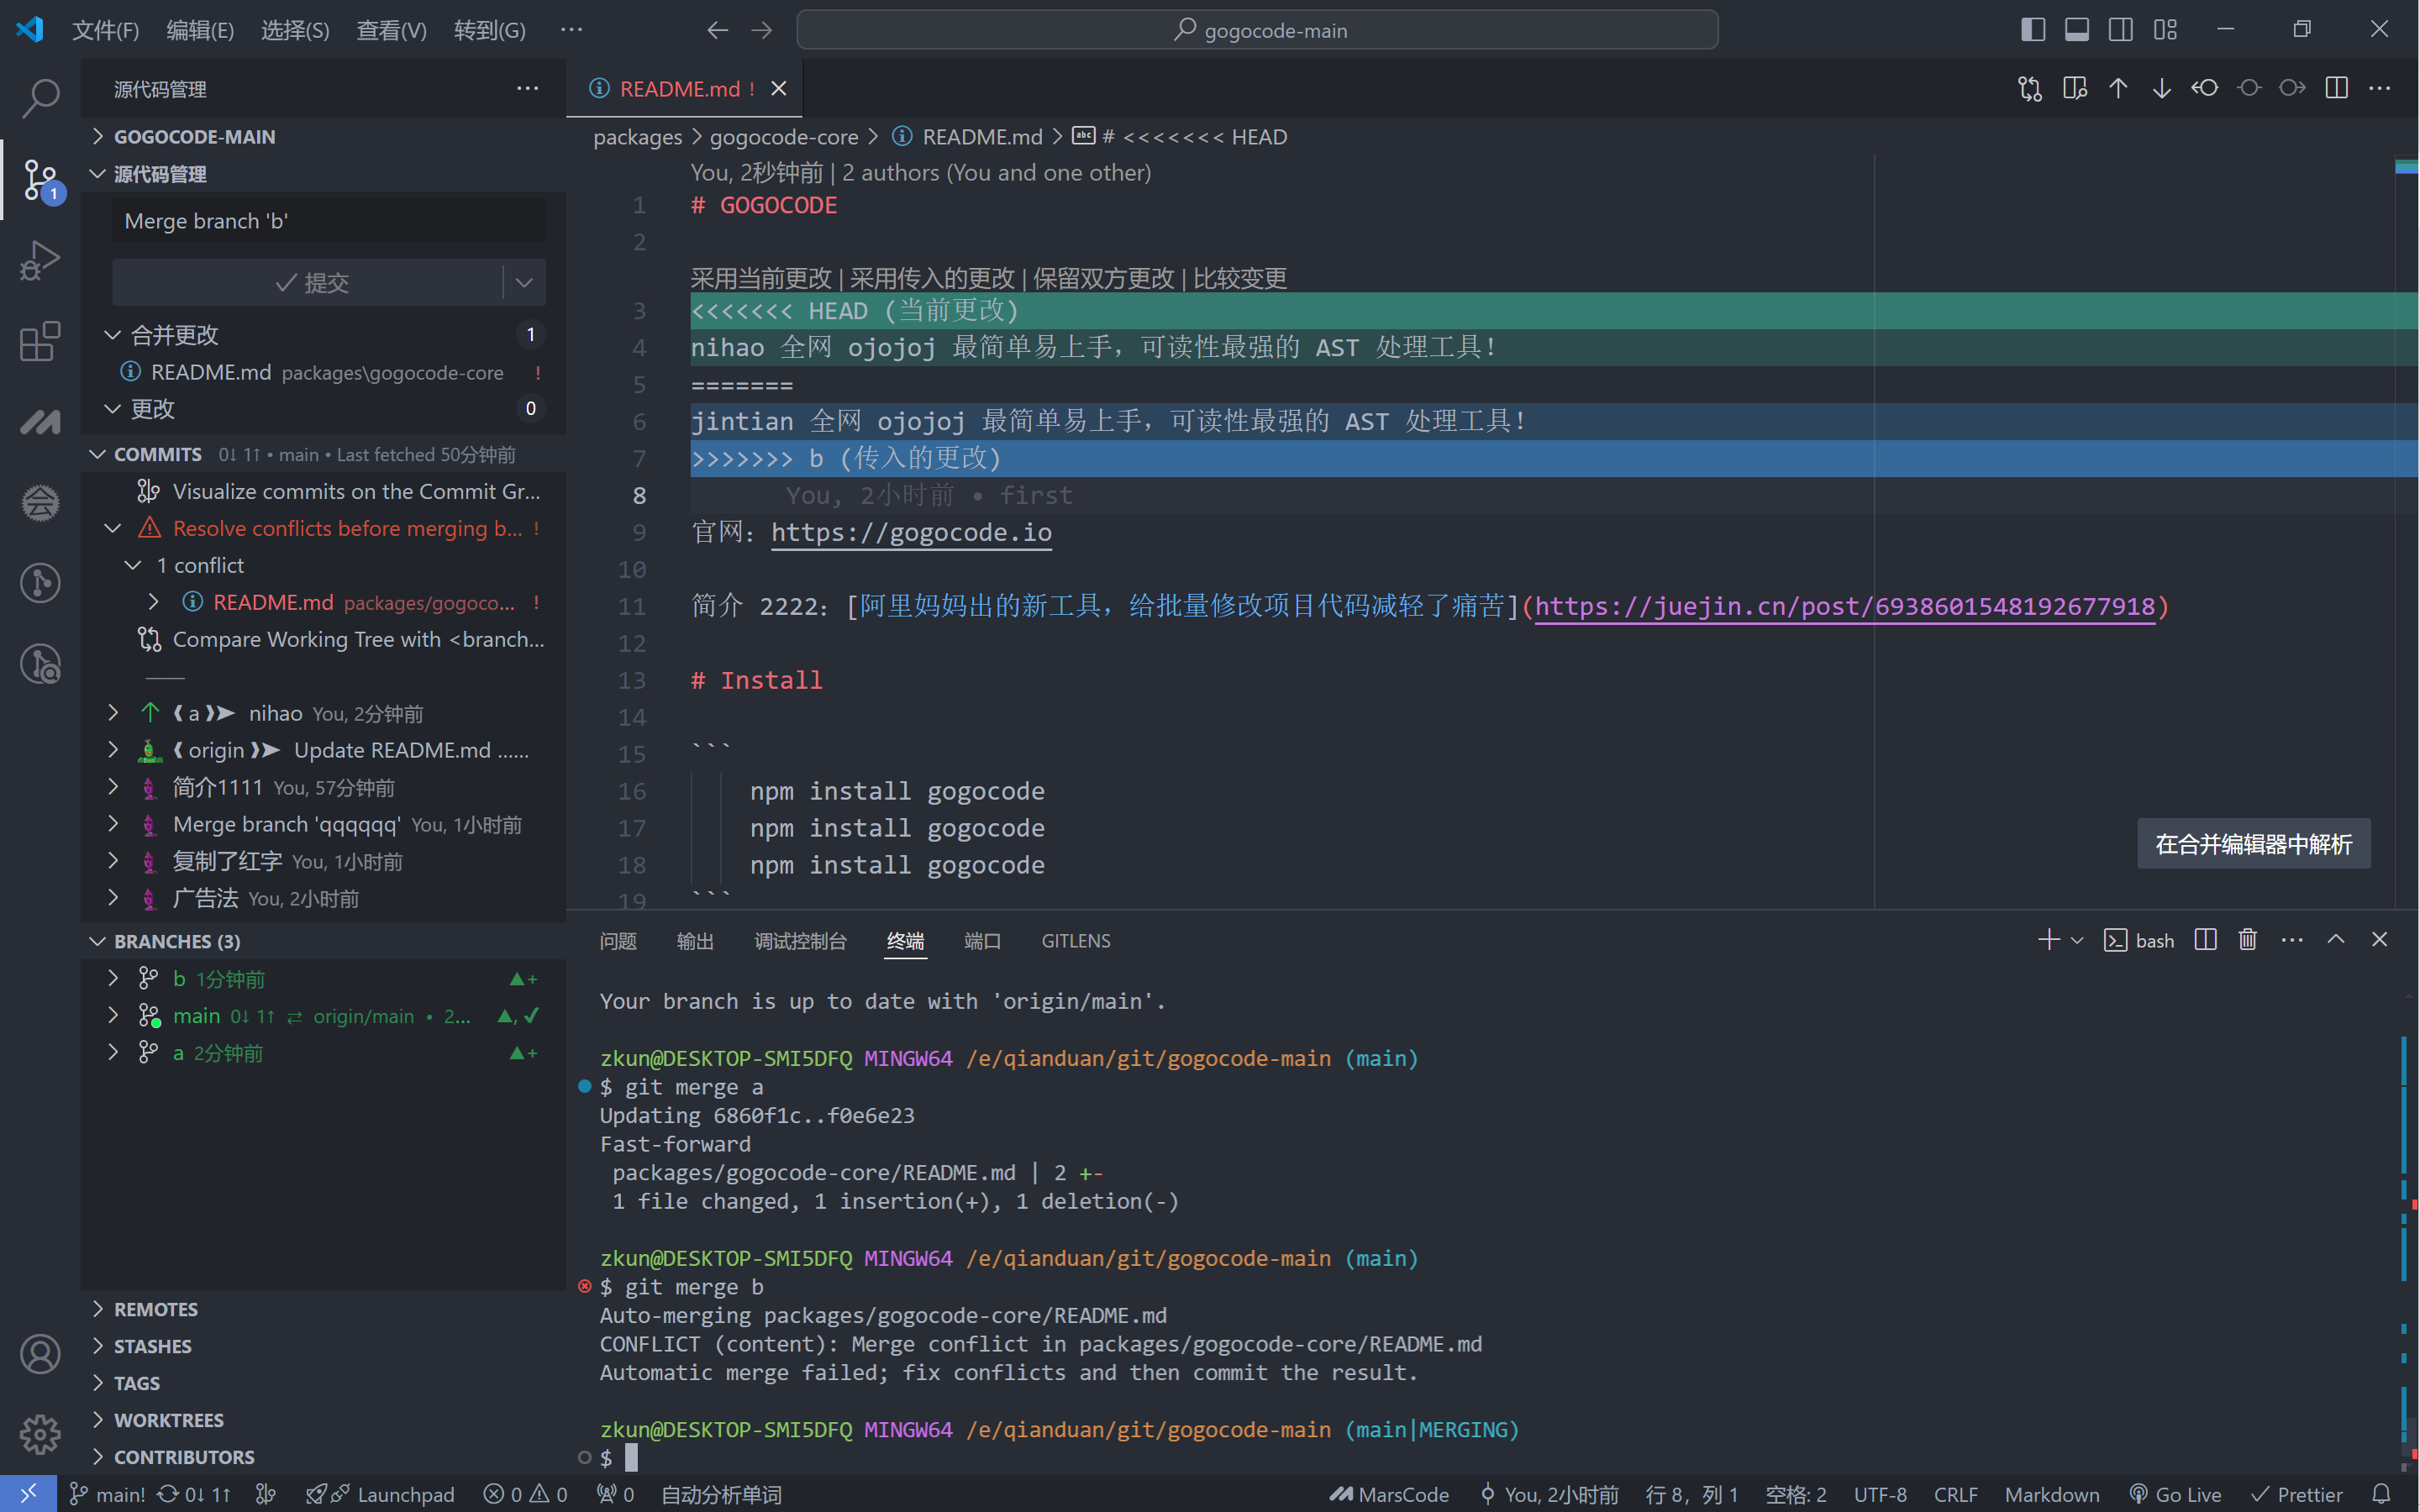 文件(F) 编辑(E) 选择(S) 查看(V) 转到(G) ··· gogocode-main
源代码管理 ···
GOGOCODE-MAIN
源代码管理
1
Merge branch 'b'
提交
合并更改 1
README.md packages\gogocode-core !
更改 0
COMMITS 0↓ 1↑ • main • Last fetched 50分钟前
Visualize commits on the Commit Gr...
Resolve conflicts before merging b... !
1 conflict
README.md packages/gogoco... !
Compare Working Tree with <branch...
a nihao You, 2分钟前
origin Update README.md ......
简介1111 You, 57分钟前
Merge branch 'qqqqqq' You, 1小时前
复制了红字 You, 1小时前
广告法 You, 2小时前
BRANCHES (3)
b 1分钟前 ▲+
main 0↓ 1↑ ⇄ origin/main • 2... ▲, ✓
a 2分钟前 ▲+
REMOTES
STASHES
TAGS
WORKTREES
CONTRIBUTORS
README.md !
packages > gogocode-core > README.md > abc # <<<<<<< HEAD
You, 2秒钟前 | 2 authors (You and one other)
1 # GOGOCODE
2
采用当前更改 | 采用传入的更改 | 保留双方更改 | 比较变更
3 <<<<<<< HEAD (当前更改)
4 nihao 全网 ojojoj 最简单易上手，可读性最强的 AST 处理工具！
5 =======
6 jintian 全网 ojojoj 最简单易上手，可读性最强的 AST 处理工具！
7 >>>>>>> b (传入的更改)
8 You, 2小时前 • first
9 官网：https://gogocode.io
10
11 简介 2222：[阿里妈妈出的新工具，给批量修改项目代码减轻了痛苦](https://juejin.cn/post/6938601548192677918)
12
13 # Install
14
15 ```
16 npm install gogocode
17 npm install gogocode
18 npm install gogocode
19 ```
在合并编辑器中解析
问题 输出 调试控制台 终端 端口 GITLENS bash ···
Your branch is up to date with 'origin/main'.
zkun@DESKTOP-SMI5DFQ MINGW64 /e/qianduan/git/gogocode-main (main)
$ git merge a
Updating 6860f1c..f0e6e23
Fast-forward
packages/gogocode-core/README.md | 2 +-
1 file changed, 1 insertion(+), 1 deletion(-)
zkun@DESKTOP-SMI5DFQ MINGW64 /e/qianduan/git/gogocode-main (main)
$ git merge b
Auto-merging packages/gogocode-core/README.md
CONFLICT (content): Merge conflict in packages/gogocode-core/README.md
Automatic merge failed; fix conflicts and then commit the result.
zkun@DESKTOP-SMI5DFQ MINGW64 /e/qianduan/git/gogocode-main (main|MERGING)
$
main! 0↓ 1↑ Launchpad 0 0 0 自动分析单词 MarsCode You, 2小时前 行 8，列 1 空格: 2 UTF-8 CRLF Markdown Go Live Prettier